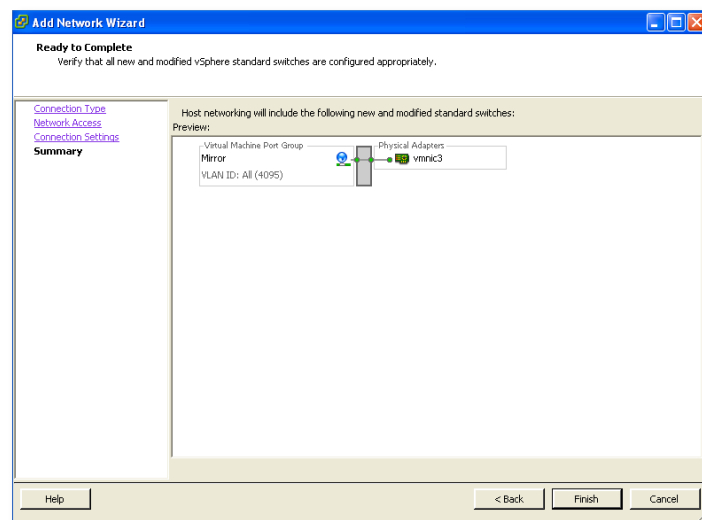 Add Network Wizard
Ready to Complete
Verify that all new and modified vSphere standard switches are configured appropriately.
Connection Type
Network Access
Connection Settings
Summary
Host networking will include the following new and modified standard switches:
Preview:
Virtual Machine Port Group
Physical Adapters
Mirror
vmnic3
VLAN ID: All (4095)
Help
< Back
Finish
Cancel